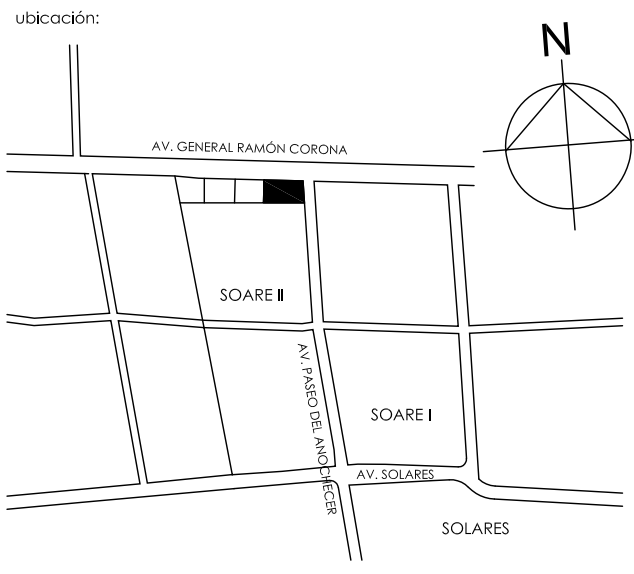 ubicación:
N
AV. GENERAL RAMÓN CORONA
SOARE II
AV. PASEO DEL ANOCHECER
SOARE I
AV. SOLARES
SOLARES